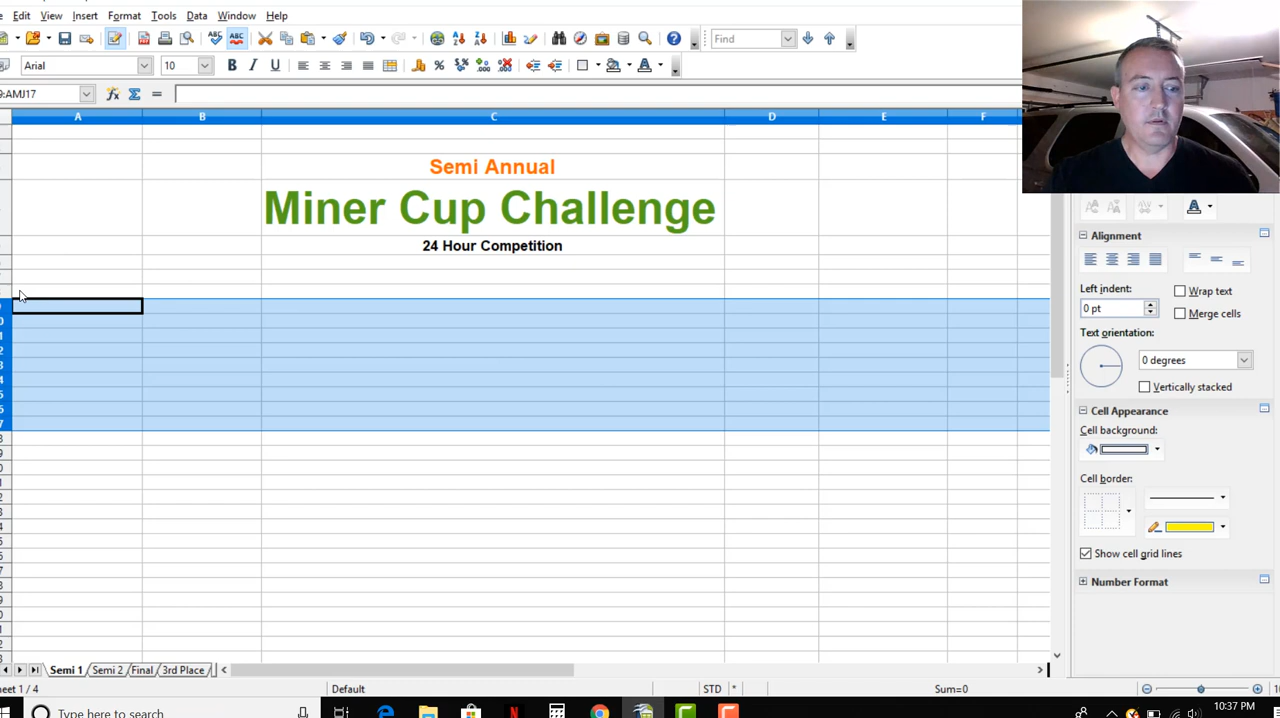 Edit View Insert Format Tools Data Window Help
Find
Arial 10
:AMJ17
A B C D E F
Semi Annual
Miner Cup Challenge
24 Hour Competition
Alignment
Left indent:
0 pt
Wrap text
Merge cells
Text orientation:
0 degrees
Vertically stacked
Cell Appearance
Cell background:
Cell border:
Show cell grid lines
Number Format
Semi 1 Semi 2 Final 3rd Place
heet 1 / 4 Default STD * Sum=0
Type here to search
10:37 PM